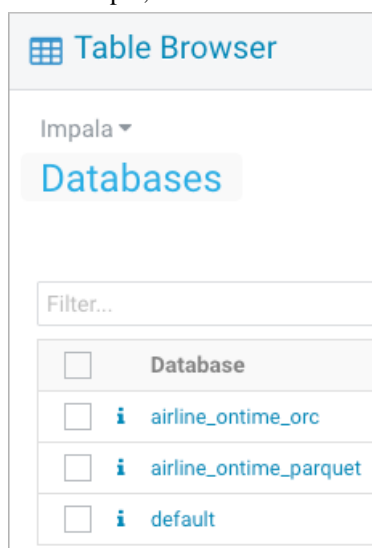 Table Browser
Impala
Databases
Filter...
Database
airline_ontime_orc
airline_ontime_parquet
default